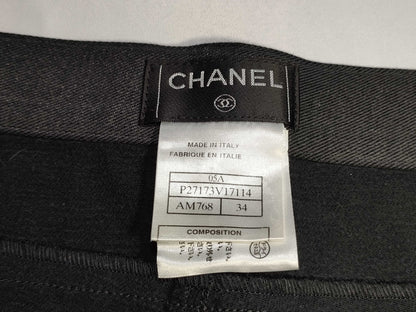 CHANEL
MADE IN ITALY
FABRIQUE EN ITALIE
05A
P27173V17114
AM768 34
COMPOSITION